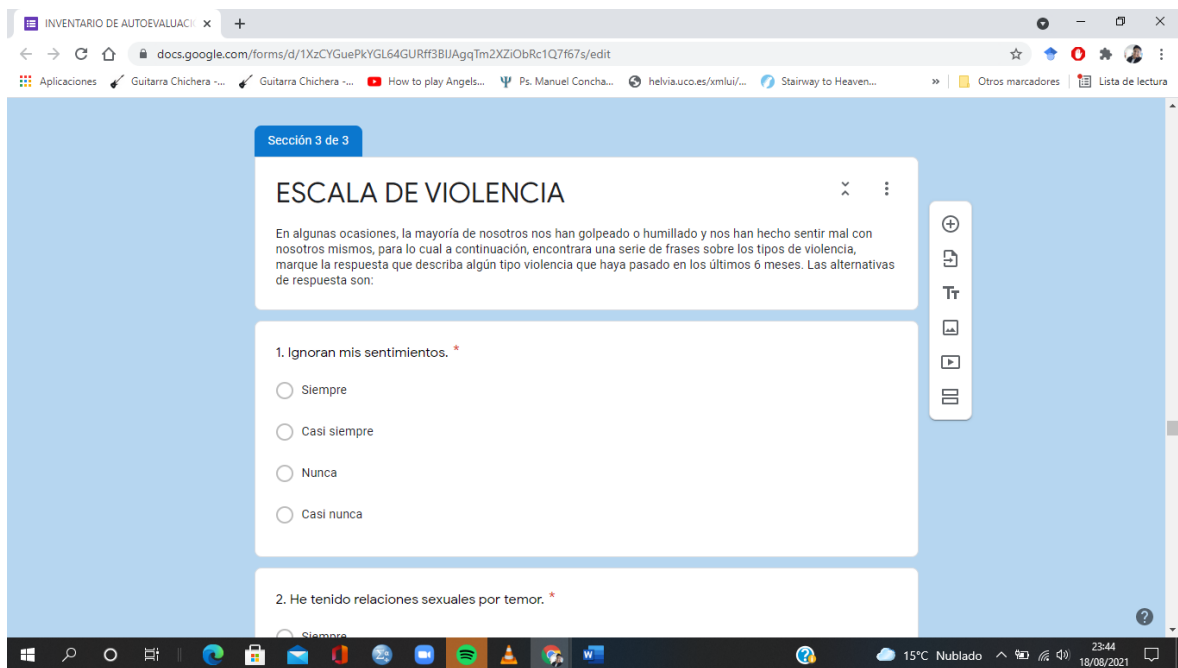 INVENTARIO DE AUTOEVALUACI
docs.google.com/forms/d/1XzCYGuePkYGL64GURff3BlJAgqTm2XZiObRc1Q7f67s/edit
Aplicaciones
Guitarra Chichera -...
Guitarra Chichera -...
How to play Angels...
Ps. Manuel Concha...
helvia.uco.es/xmlui/...
Stairway to Heaven...
»
Otros marcadores
Lista de lectura
Sección 3 de 3
ESCALA DE VIOLENCIA
En algunas ocasiones, la mayoría de nosotros nos han golpeado o humillado y nos han hecho sentir mal con
nosotros mismos, para lo cual a continuación, encontrara una serie de frases sobre los tipos de violencia,
marque la respuesta que describa algún tipo violencia que haya pasado en los últimos 6 meses. Las alternativas
de respuesta son:
1. Ignoran mis sentimientos. *
Siempre
Casi siempre
Nunca
Casi nunca
2. He tenido relaciones sexuales por temor. *
Siempre
15°C Nublado
23:44
18/08/2021